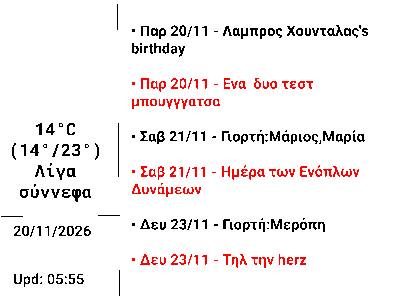 14°C
(14°/23°)
Λίγα
σύννεφα
20/11/2026
Upd: 05:55
• Παρ 20/11 - Λαμπρος Χουνταλας's
birthday
• Παρ 20/11 - Ενα δυο τεστ
μπουγγατσα
• Σαβ 21/11 - Γιορτή:Μάριος,Μαρία
• Σαβ 21/11 - Ημέρα των Ενόπλων
Δυνάμεων
• Δευ 23/11 - Γιορτή:Μερόπη
• Δευ 23/11 - Τηλ την herz